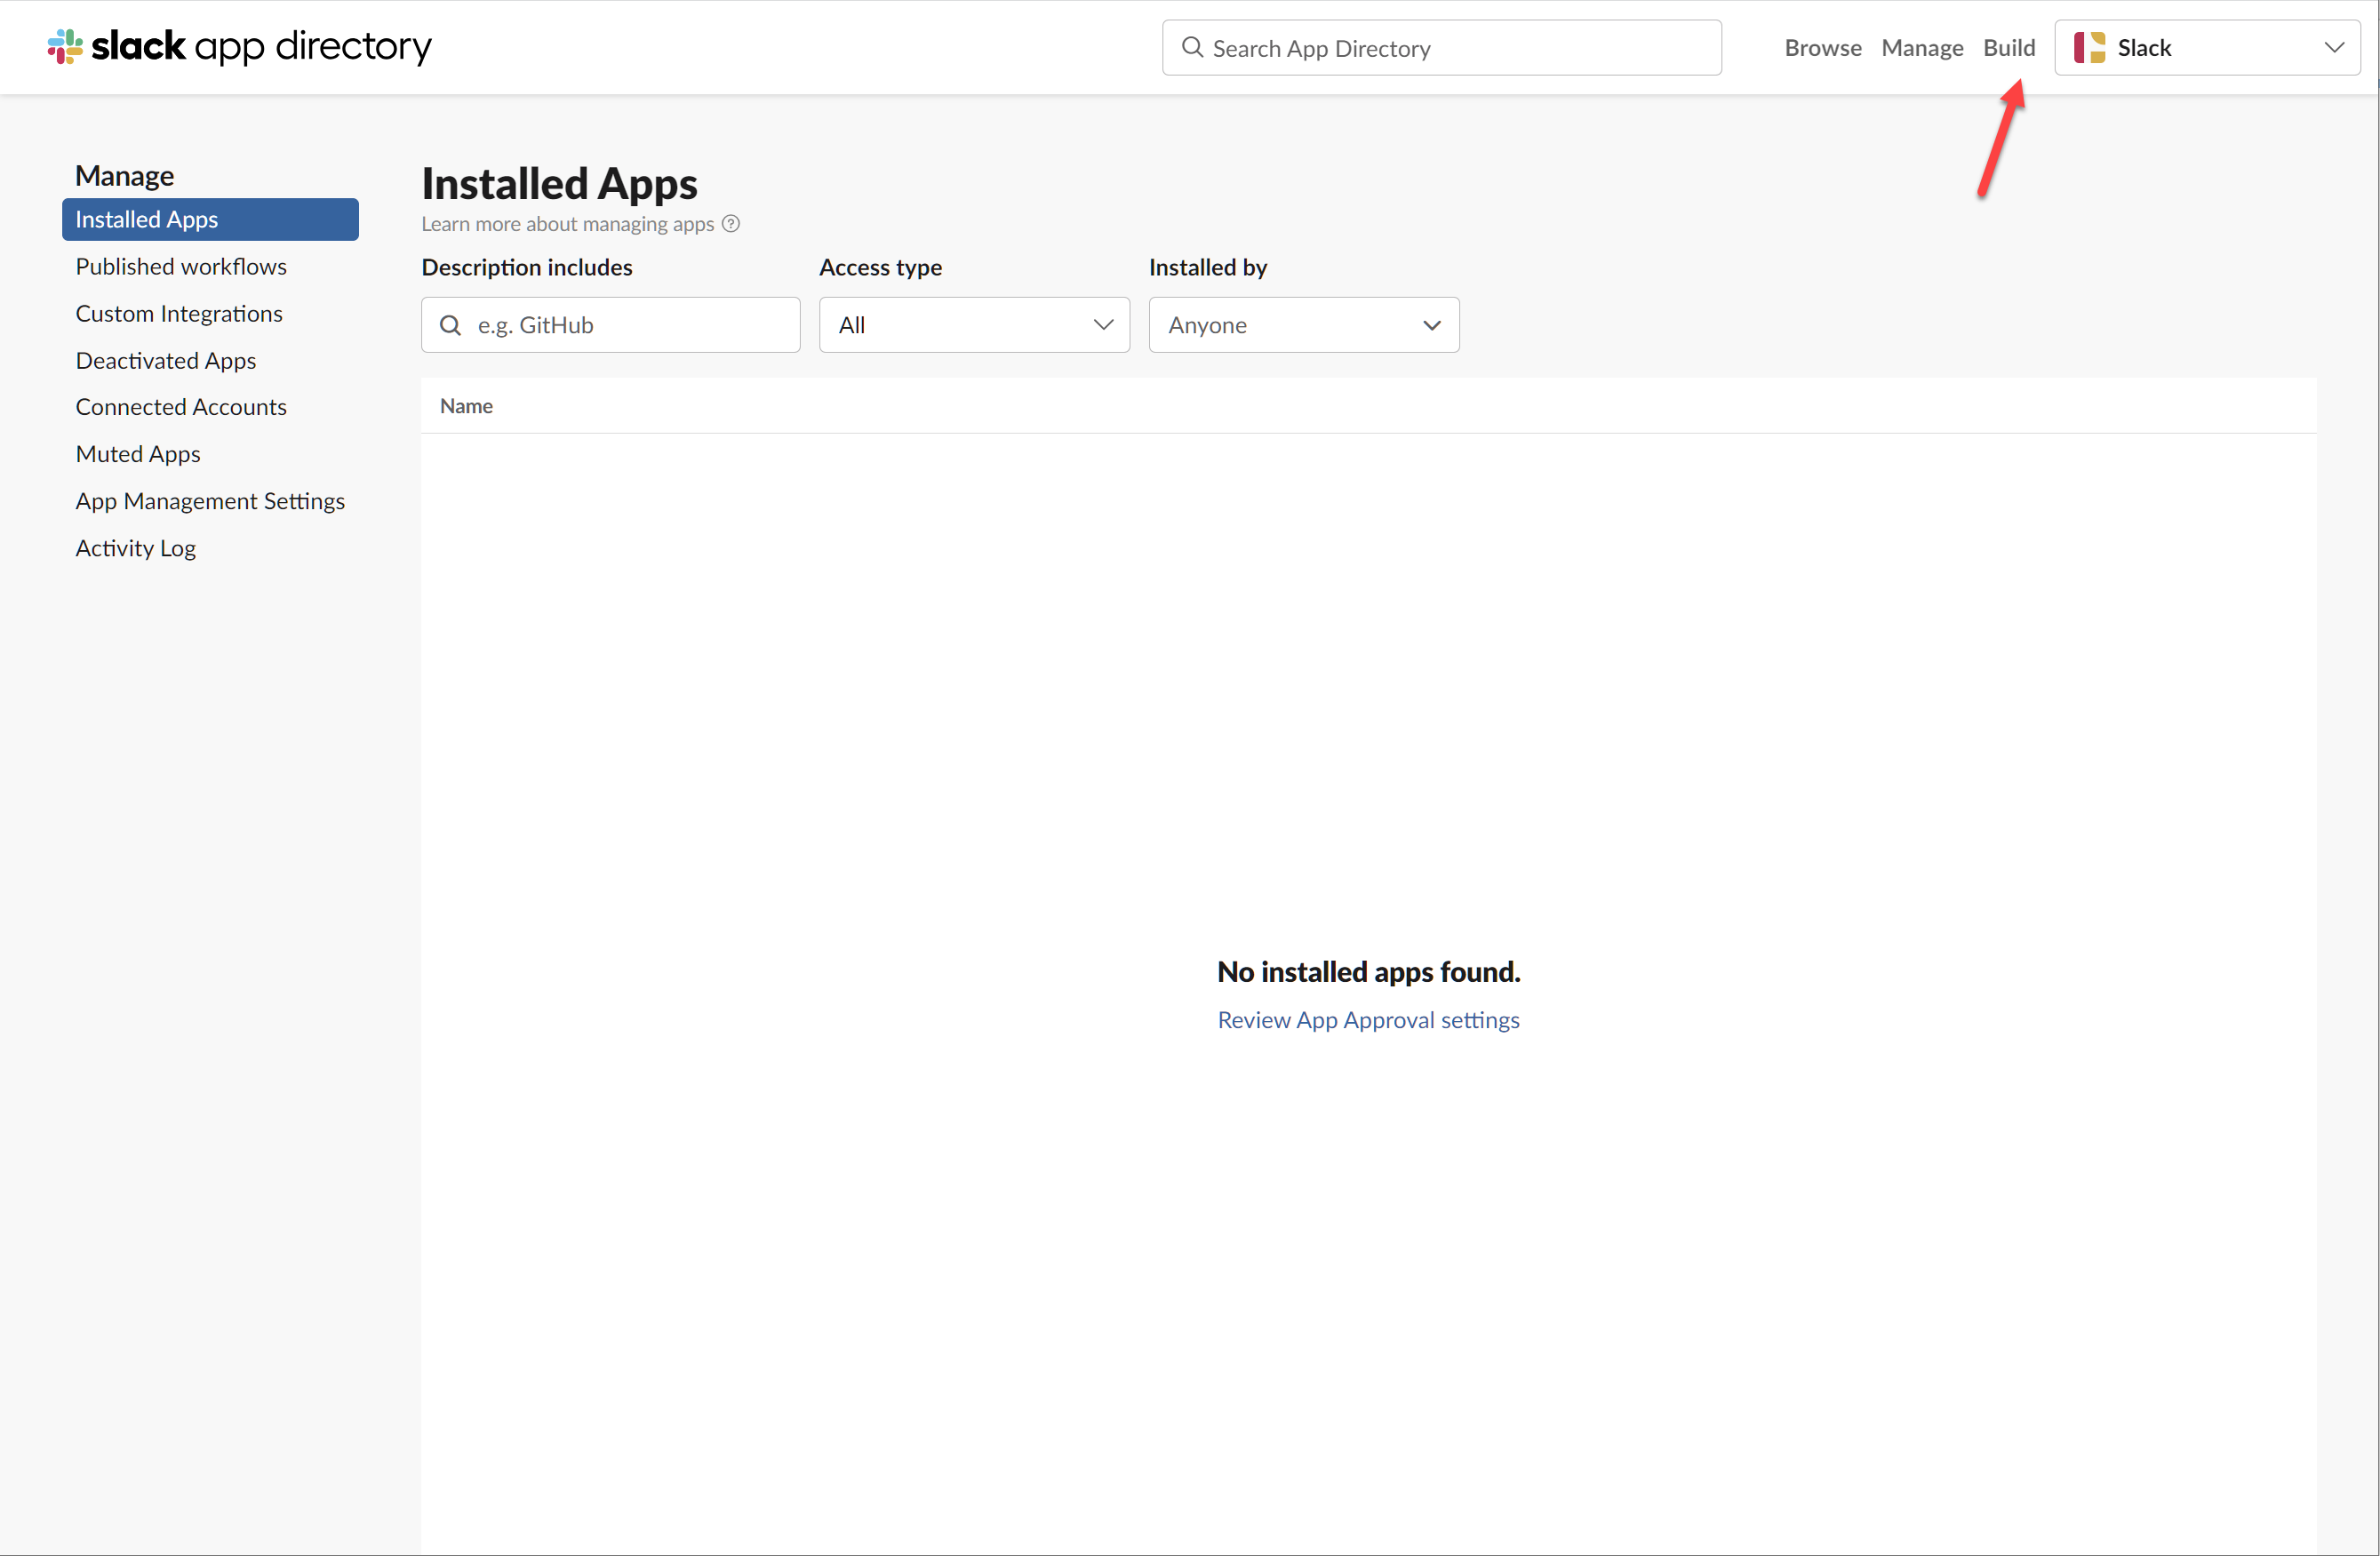 slack app directory
Search App Directory
Browse Manage Build
Slack
Manage
Installed Apps
Published workflows
Custom Integrations
Deactivated Apps
Connected Accounts
Muted Apps
App Management Settings
Activity Log
Installed Apps
Learn more about managing apps ?
Description includes
e.g. GitHub
Access type
All
Installed by
Anyone
Name
No installed apps found.
Review App Approval settings